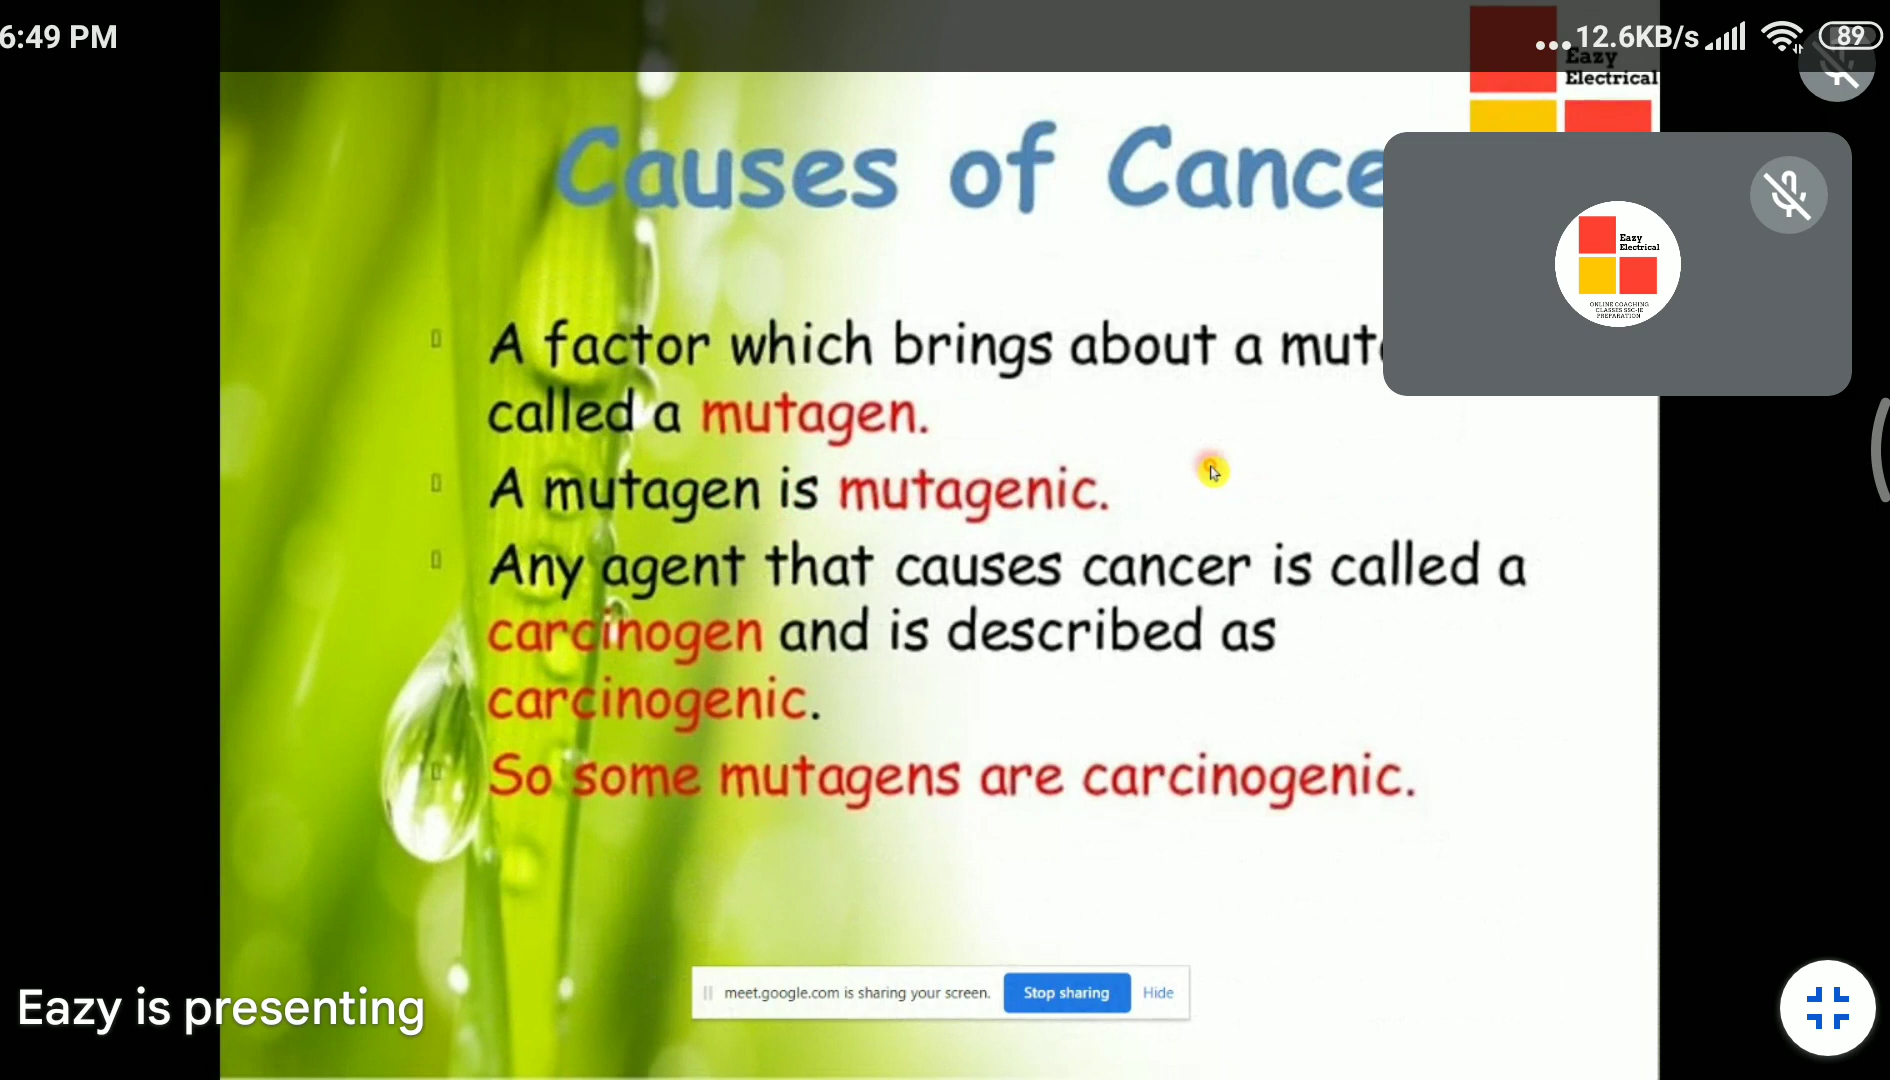 6:49 PM
...12.6KB/s
89
Eazy
Electrical
Causes of Cance
Eazy
Electrical
ONLINE COACHING
CLASSES SSC-JE
PREPARATION
A factor which brings about a
called a mutagen.
A mutagen is mutagenic.
Any agent that causes cancer is called a
carcinogen and is described as
carcinogenic.
So some mutagens are carcinogenic.
meet.google.com is sharing your screen. Stop sharing Hide
Eazy is presenting